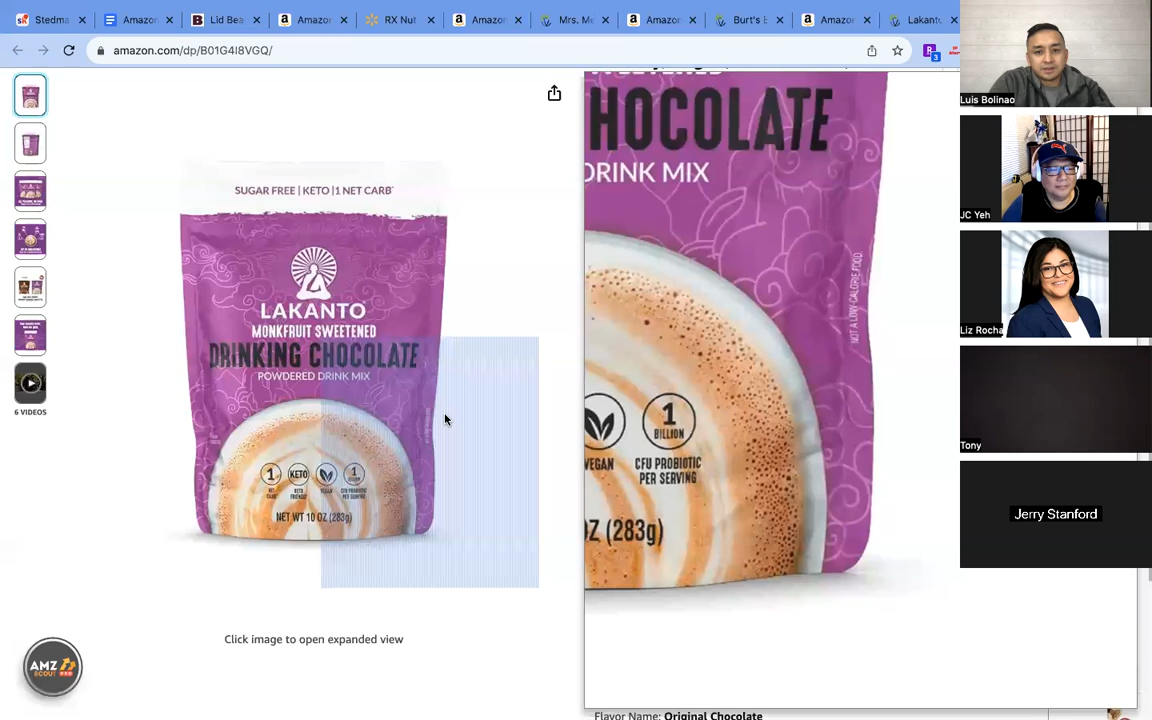 Stedma
Amazon
Lid Bea
Amazon
RX Nut
Amazon
Mrs. Me
Amazon
Burt's B
Amazon
Lakanto
amazon.com/dp/B01G4I8VGQ/
3
6 VIDEOS
SUGAR FREE | KETO | 1 NET CARB*
LAKANTO
MONKFRUIT SWEETENED
DRINKING CHOCOLATE
POWDERED DRINK MIX
1
KETO
1
NET WT 10 OZ (283g)
Click image to open expanded view
AMZ
SCOUT PRO
HOCOLATE
DRINK MIX
NOT A LOW-CALORIE FOOD
1
BILLION
VEGAN
CFU PROBIOTIC
PER SERVING
OZ (283g)
Flavor Name: Original Chocolate
Luis Bolinao
JC Yeh
Liz Rocha
Tony
Jerry Stanford